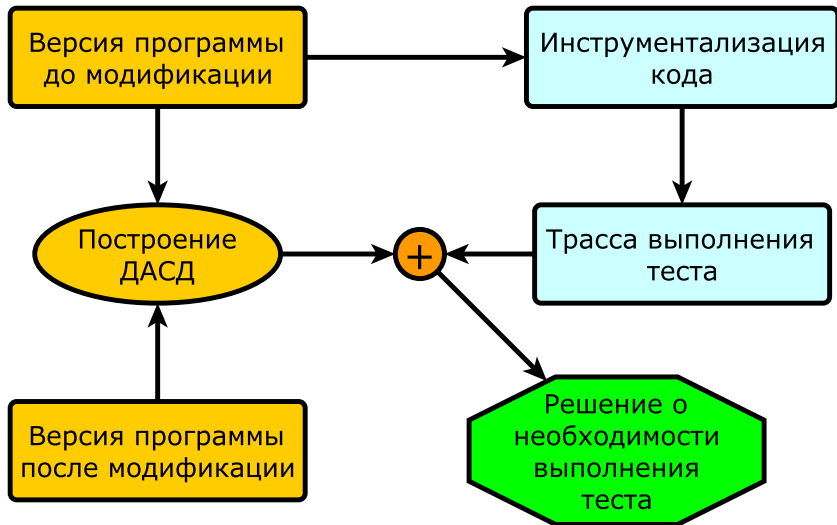 Версия программы
до модификации
Инструментализация
кода
Построение
ДАСД
+
Трасса выполнения
теста
Версия программы
после модификации
Решение о
необходимости
выполнения
теста